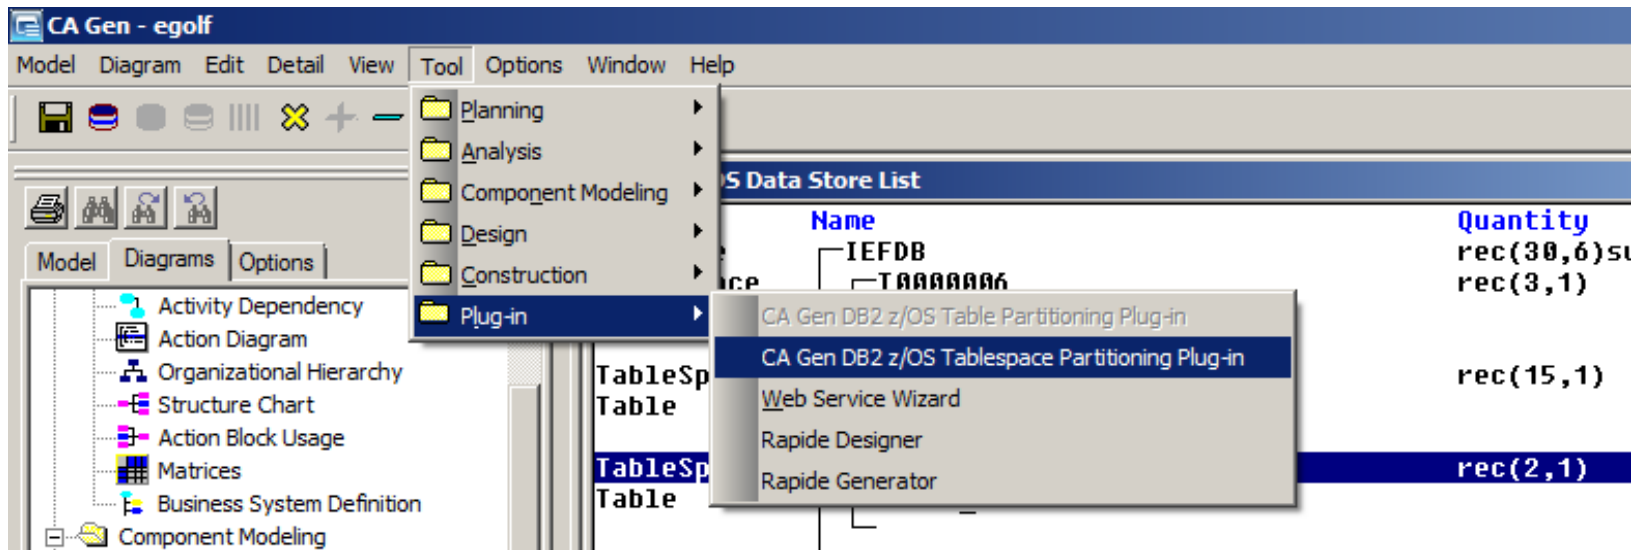 CA Gen - egolf
Model Diagram Edit Detail View Tool Options Window Help
Planning
Analysis
Component Modeling
Design
Construction
Plug-in
CA Gen DB2 z/OS Table Partitioning Plug-in
CA Gen DB2 z/OS Tablespace Partitioning Plug-in
Web Service Wizard
Rapide Designer
Rapide Generator
Model Diagrams Options
Activity Dependency
Action Diagram
Organizational Hierarchy
Structure Chart
Action Block Usage
Matrices
Business System Definition
Component Modeling
OS Data Store List
Name Quantity
IEFDB rec(30,6)su
I0000006 rec(3,1)
TableSp rec(15,1)
Table
TableSp rec(2,1)
Table